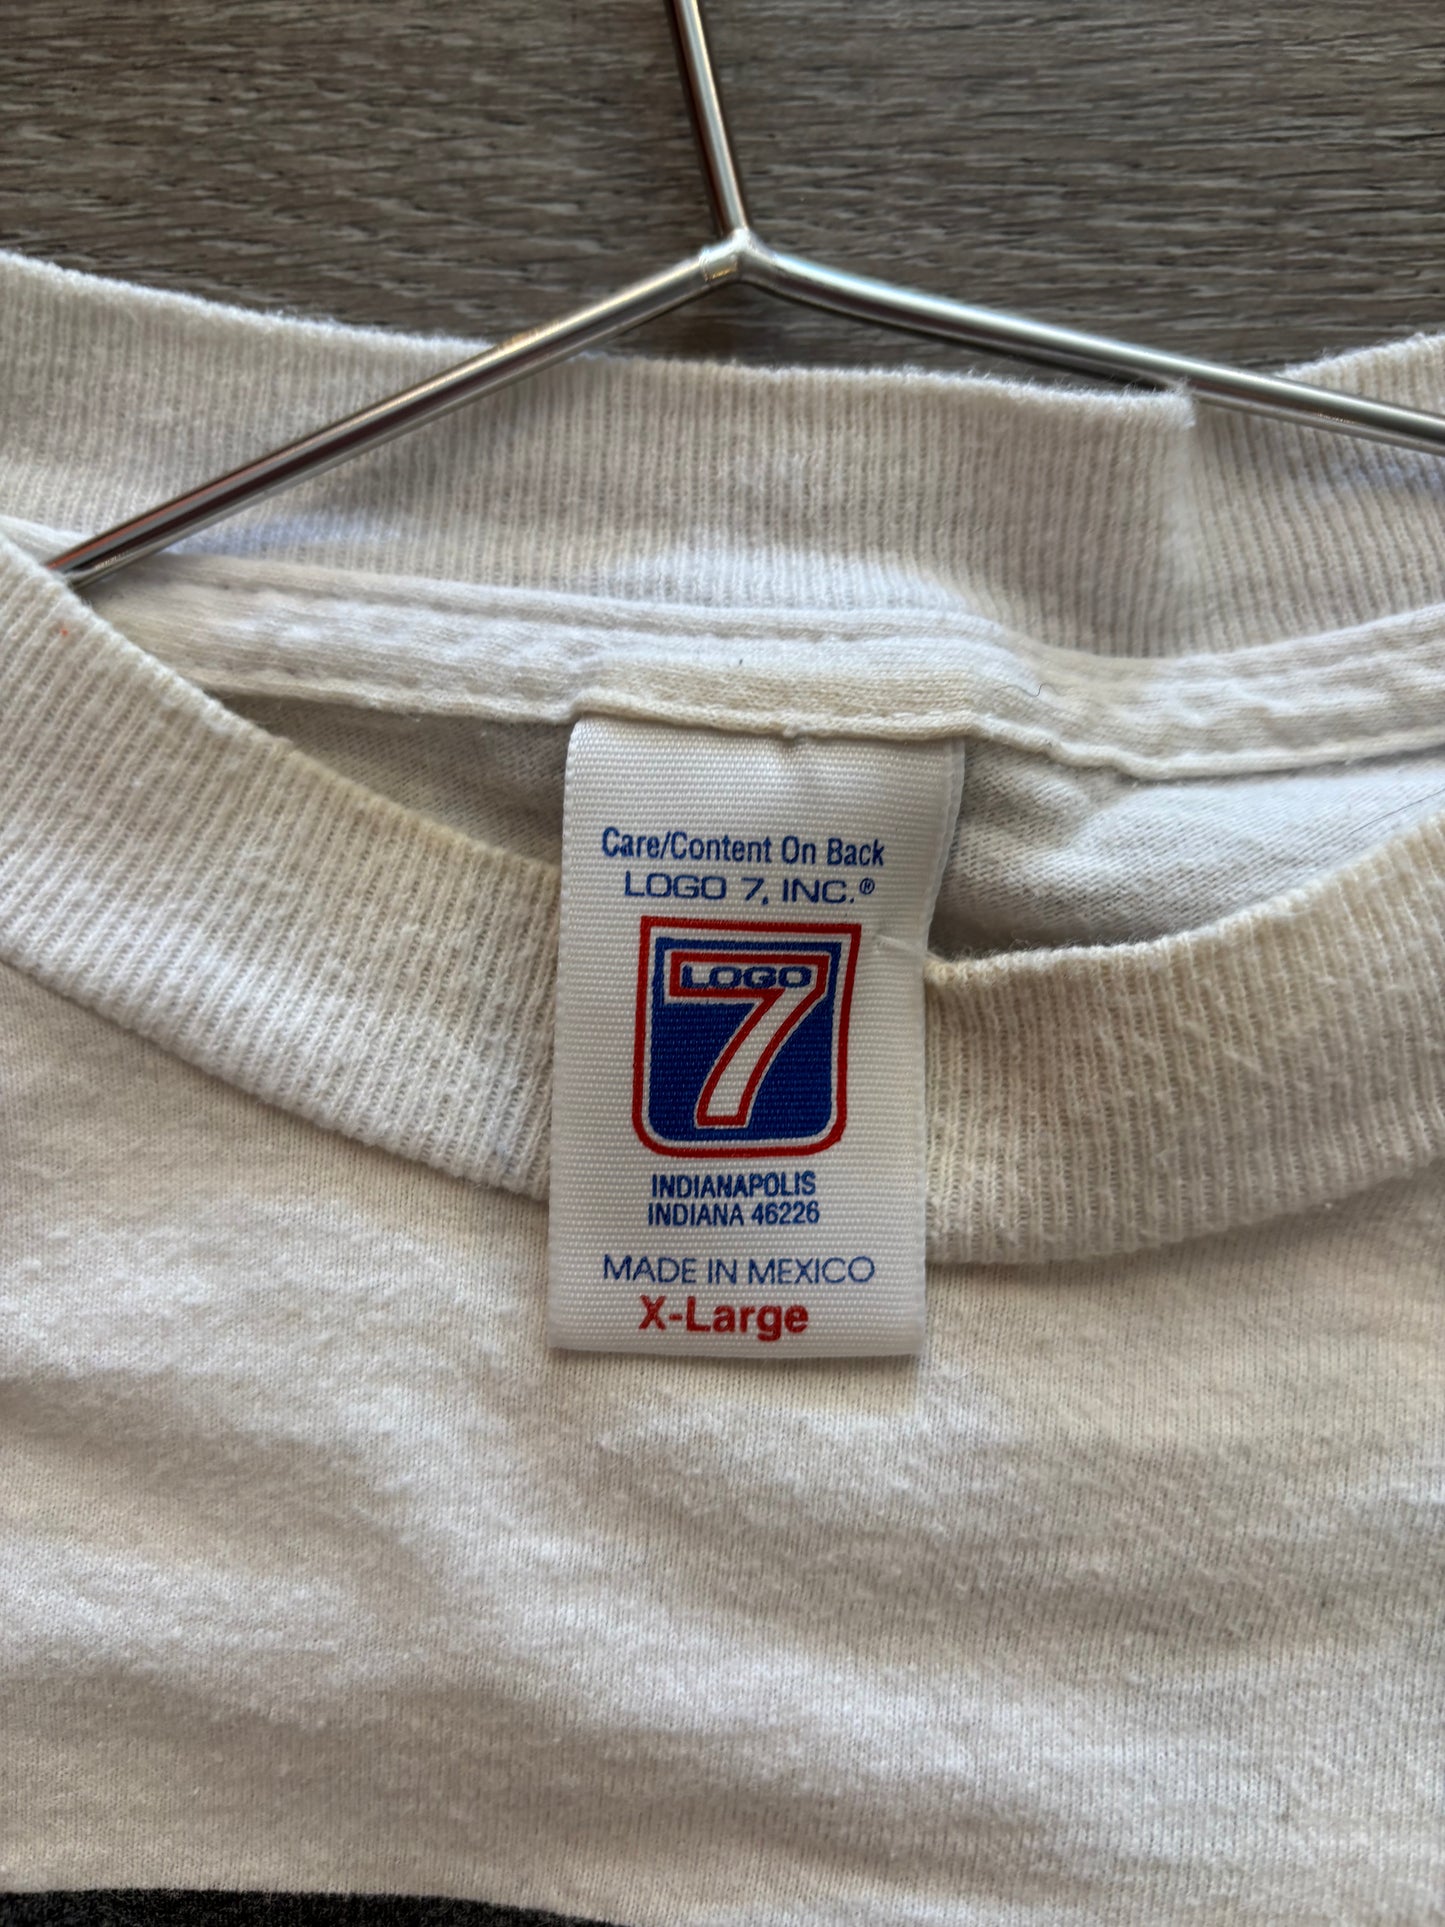 Care/Content On Back
LOGO 7, INC.®
LOGO
7
INDIANAPOLIS
INDIANA 46226
MADE IN MEXICO
X-Large